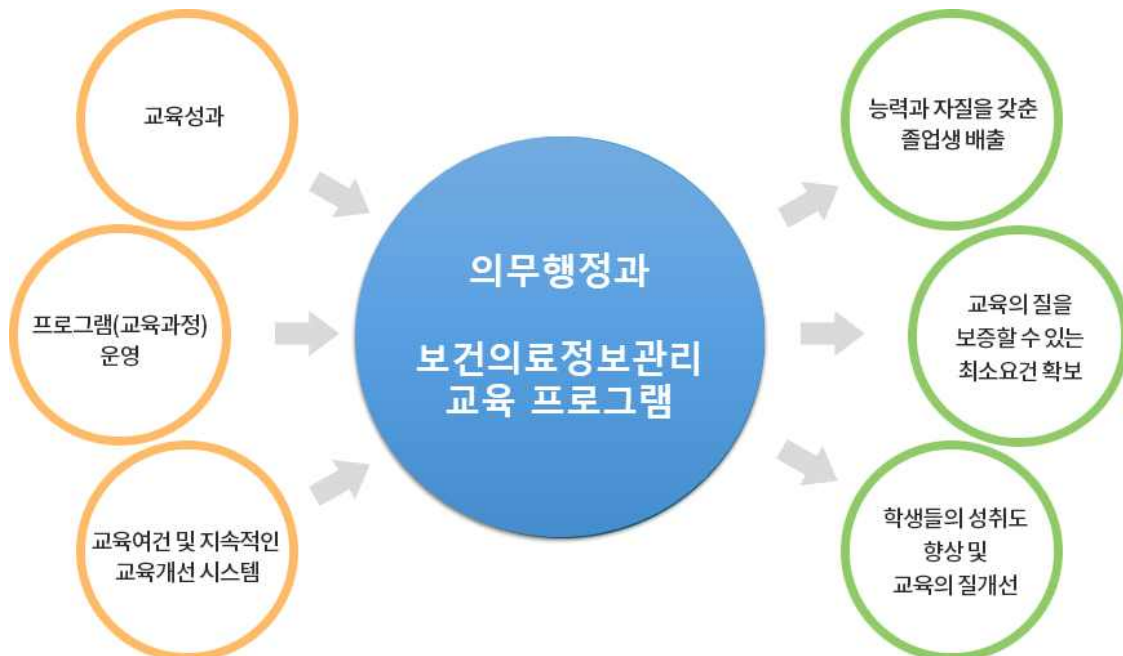 교육성과
프로그램(교육과정)
운영
교육여건 및 지속적인
교육개선 시스템
의무행정과
보건의료정보관리
교육 프로그램
능력과 자질을 갖춘
졸업생 배출
교육의 질을
보증할 수 있는
최소요건 확보
학생들의 성취도
향상 및
교육의 질개선